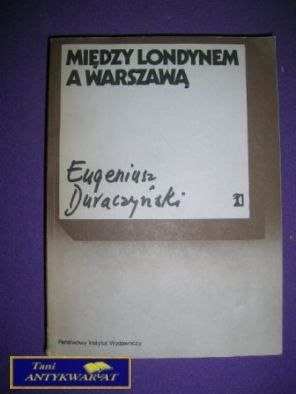 MIĘDZY LONDYNEM
A WARSZAWĄ
Eugeniusz
Duraczyński
Państwowy Instytut Wydawniczy
Tani
ANTYKWARIAT